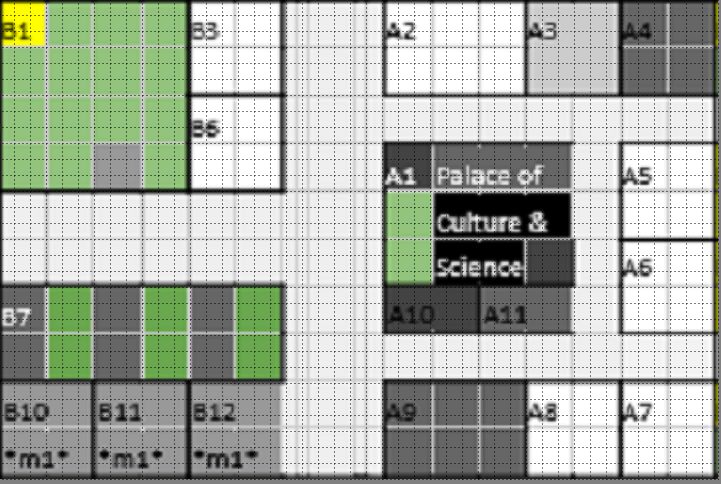 B1 B3 A2 A3 A4
B6
A1 Palace of A5
Culture &
Science A6
B7 A10 A11
B10 B11 B12 A9 A8 A7
*m1* *m1* *m1*